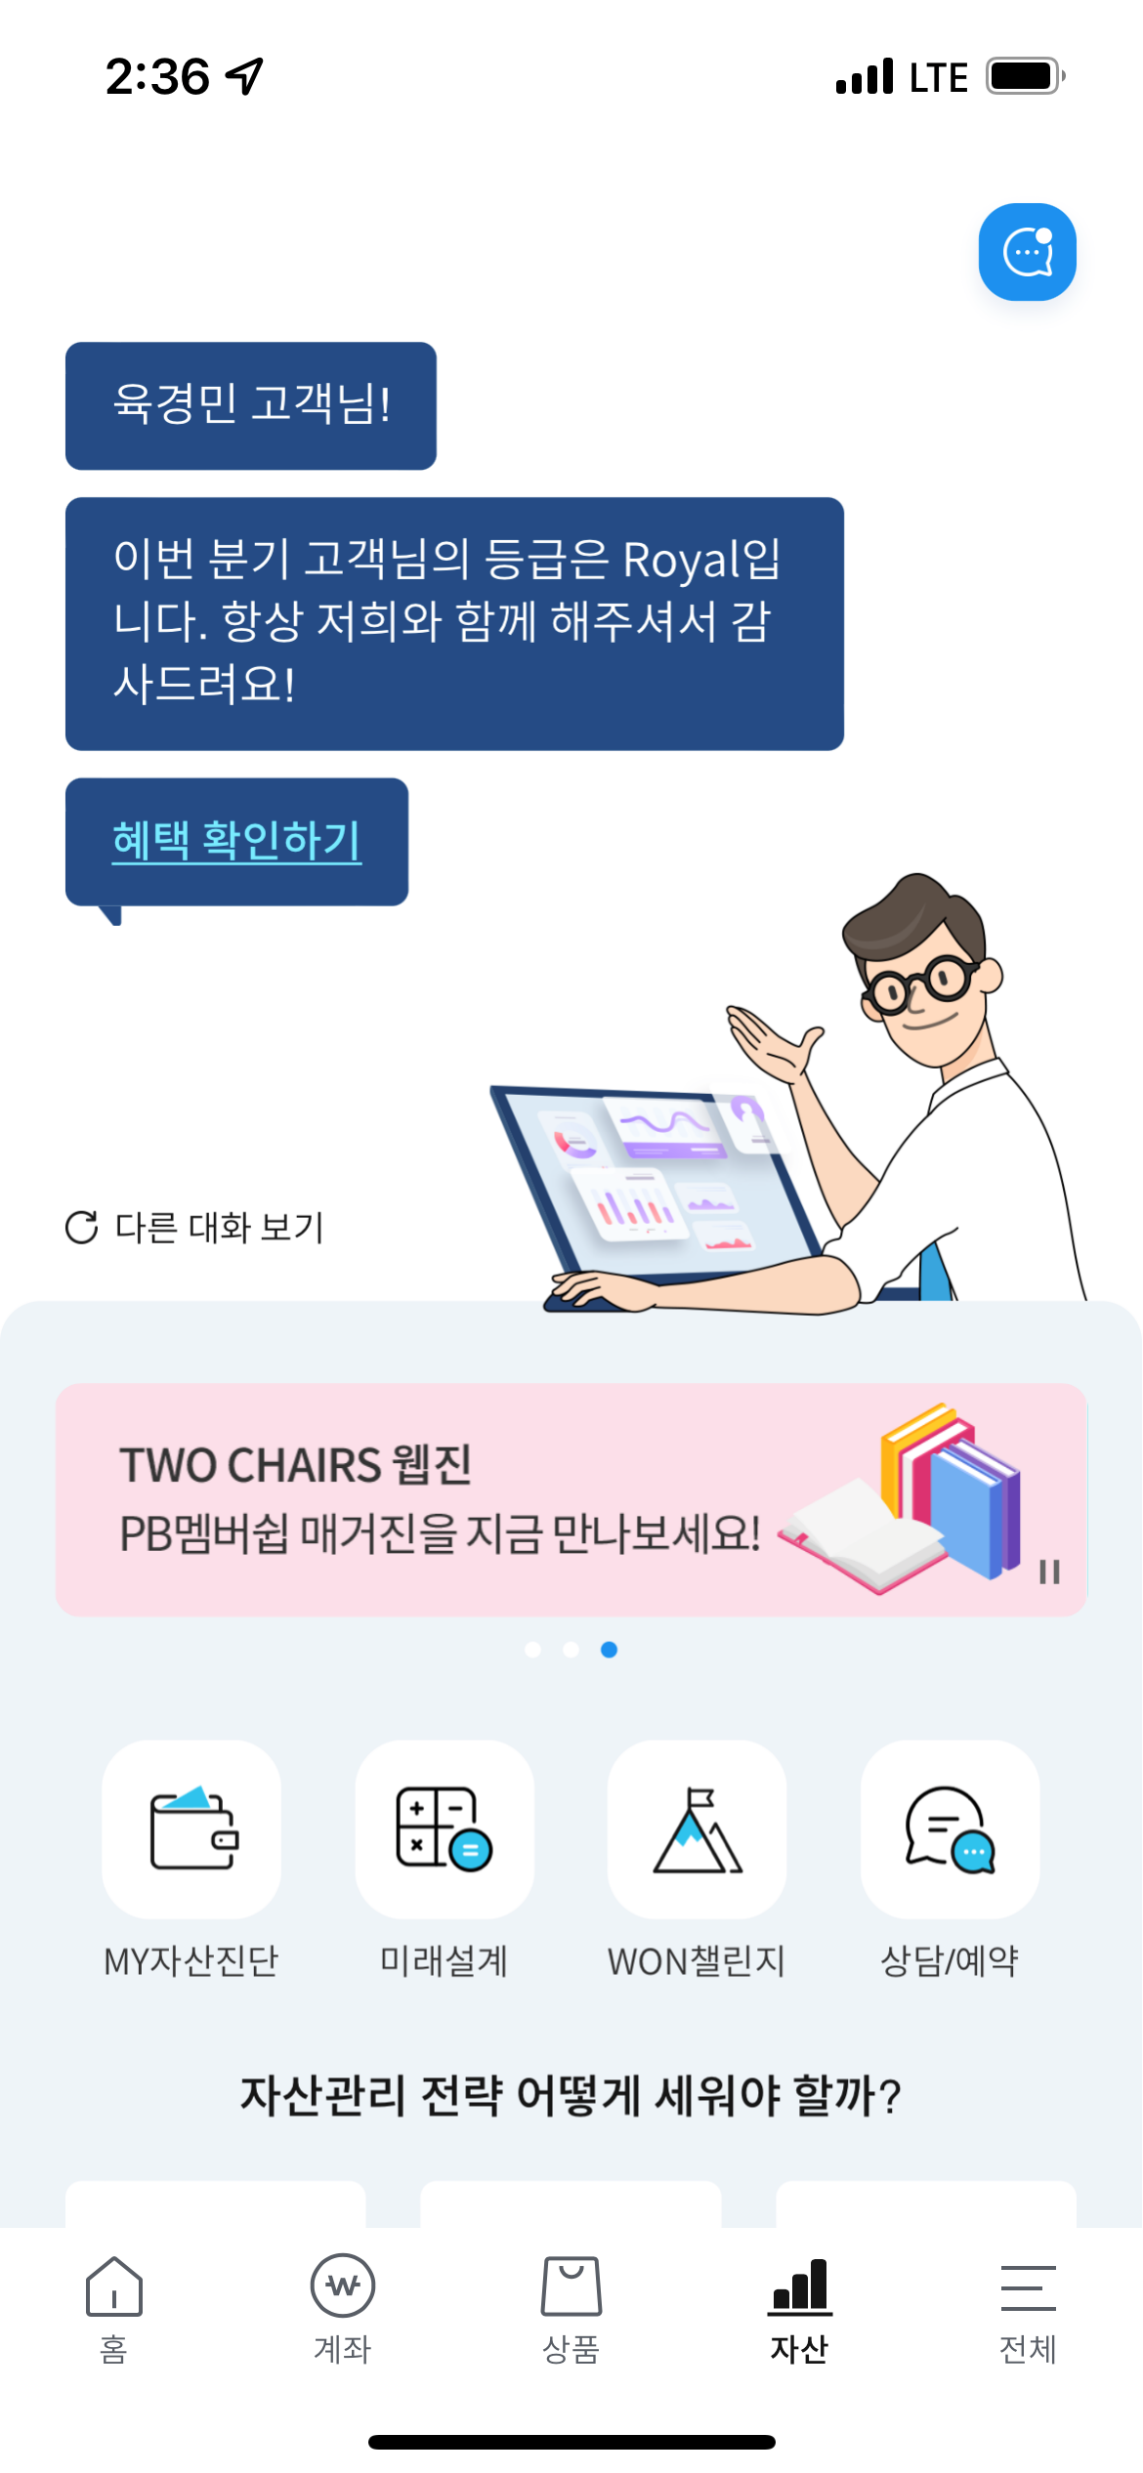 2:36
LTE
육경민 고객님!
이번 분기 고객님의 등급은 Royal입
니다. 항상 저희와 함께 해주셔서 감
사드려요!
혜택 확인하기
다른 대화 보기
TWO CHAIRS 웹진
PB멤버쉽 매거진을 지금 만나보세요!
MY자산진단
미래설계
WON챌린지
상담/예약
자산관리 전략 어떻게 세워야 할까?
홈
계좌
상품
자산
전체